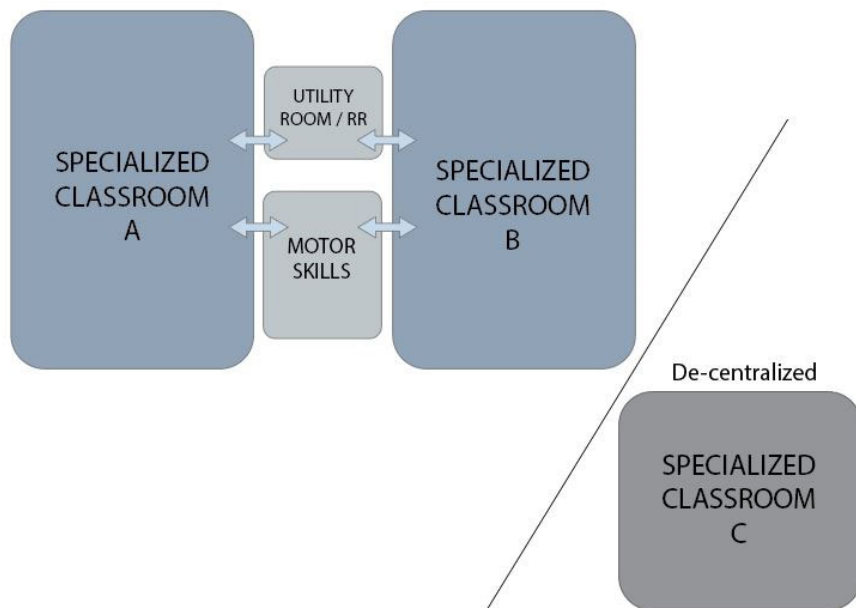 SPECIALIZED
CLASSROOM
A
UTILITY
ROOM / RR
MOTOR
SKILLS
SPECIALIZED
CLASSROOM
B
De-centralized
SPECIALIZED
CLASSROOM
C